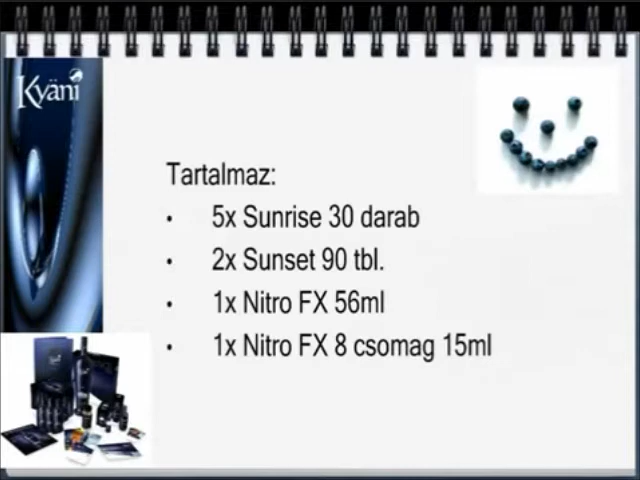 Kyäni
Tartalmaz:
• 5x Sunrise 30 darab
• 2x Sunset 90 tbl.
• 1x Nitro FX 56ml
• 1x Nitro FX 8 csomag 15ml